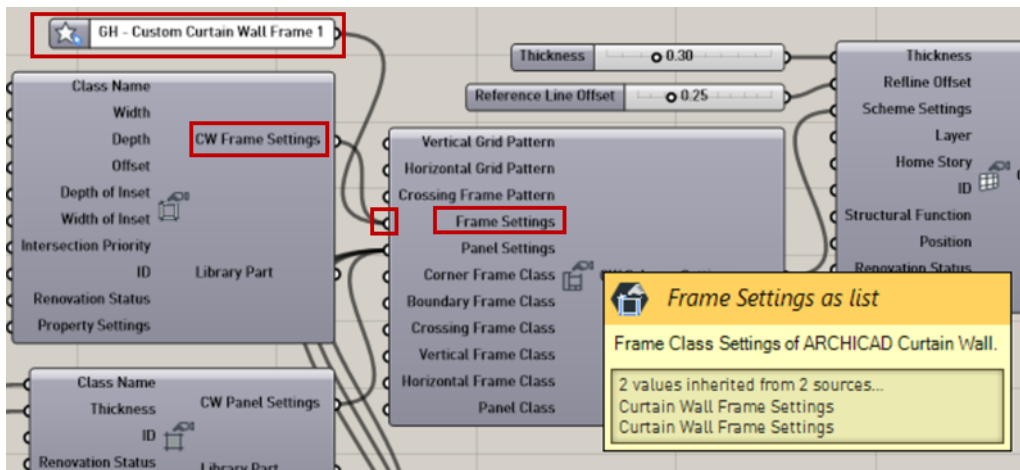 GH - Custom Curtain Wall Frame 1
Class Name
Width
Depth
CW Frame Settings
Offset
Depth of Inset
Width of Inset
Intersection Priority
ID
Library Part
Renovation Status
Property Settings
Class Name
Thickness
CW Panel Settings
ID
Renovation Status
Library Part
Thickness
0.30
Reference Line Offset
0.25
Vertical Grid Pattern
Horizontal Grid Pattern
Crossing Frame Pattern
Frame Settings
Panel Settings
Corner Frame Class
Boundary Frame Class
Crossing Frame Class
Vertical Frame Class
Horizontal Frame Class
Panel Class
Thickness
Refline Offset
Scheme Settings
Layer
Home Story
ID
Structural Function
Position
Renovation Status
Frame Settings as list
Frame Class Settings of ARCHICAD Curtain Wall.
2 values inherited from 2 sources...
Curtain Wall Frame Settings
Curtain Wall Frame Settings